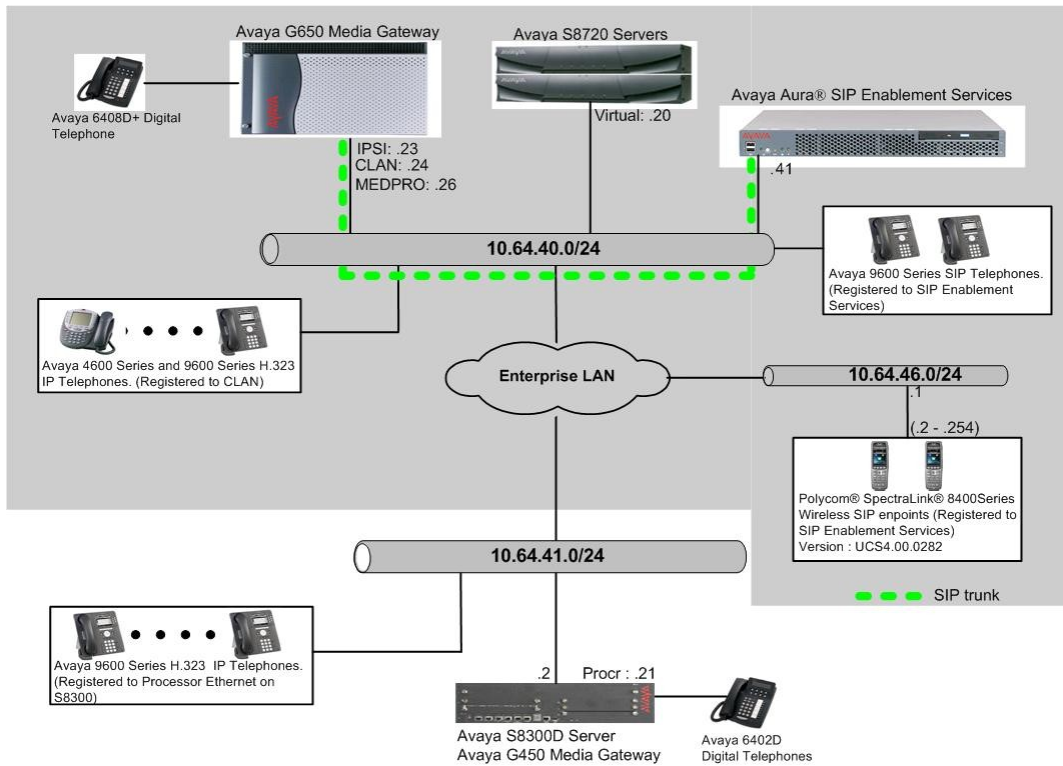 Avaya G650 Media Gateway
Avaya S8720 Servers
Avaya Aura® SIP Enablement Services
Avaya 6408D+ Digital
Telephone
Virtual: .20
IPSI: .23
CLAN: .24
MEDPRO: .26
AVAYA
.41
10.64.40.0/24
Avaya 9600 Series SIP Telephones.
(Registered to SIP Enablement
Services)
Avaya 4600 Series and 9600 Series H.323
IP Telephones. (Registered to CLAN)
Enterprise LAN
10.64.46.0/24
.1
(.2 - .254)
Polycom® SpectraLink® 8400Series
Wireless SIP enpoints (Registered to
SIP Enablement Services)
Version : UCS4.00.0282
10.64.41.0/24
SIP trunk
Avaya 9600 Series H.323 IP Telephones.
(Registered to Processor Ethernet on
S8300)
.2
Procr : .21
Avaya S8300D Server
Avaya G450 Media Gateway
Avaya 6402D
Digital Telephones